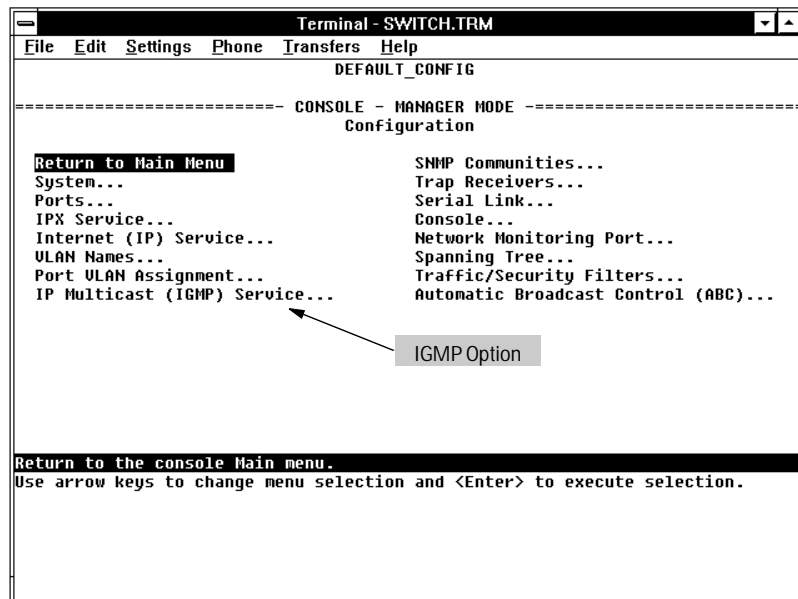 Terminal - SWITCH.TRM
File Edit Settings Phone Transfers Help
DEFAULT_CONFIG
==========================- CONSOLE - MANAGER MODE -==========================
Configuration
Return to Main Menu
System...
Ports...
IPX Service...
Internet (IP) Service...
VLAN Names...
Port VLAN Assignment...
IP Multicast (IGMP) Service...
SNMP Communities...
Trap Receivers...
Serial Link...
Console...
Network Monitoring Port...
Spanning Tree...
Traffic/Security Filters...
Automatic Broadcast Control (ABC)...
IGMP Option
Return to the console Main menu.
Use arrow keys to change menu selection and <Enter> to execute selection.